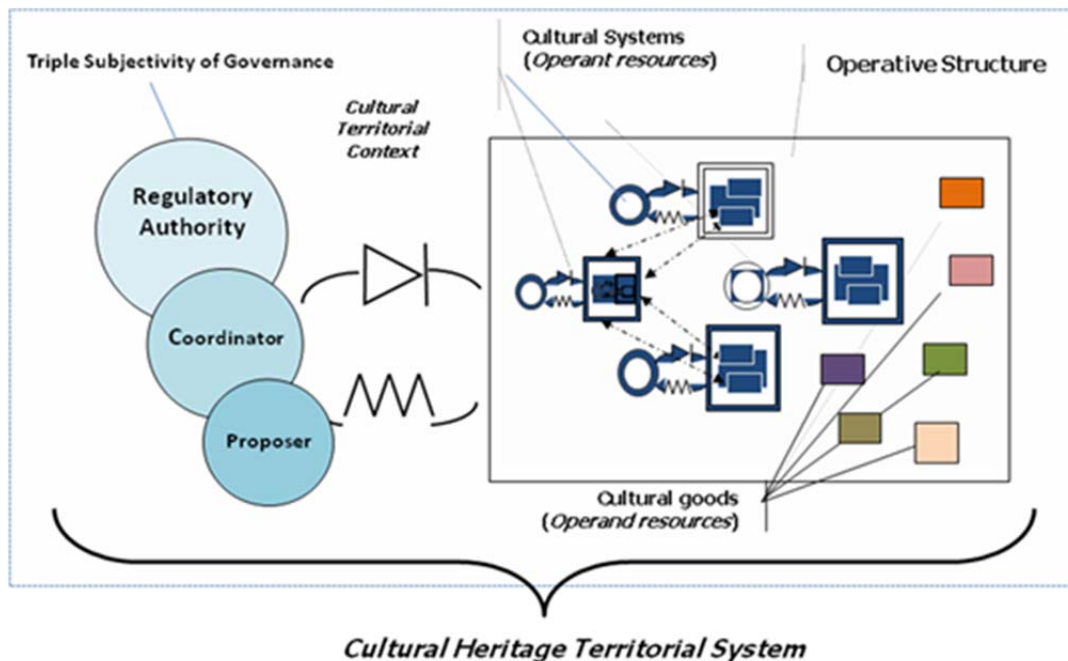 Triple Subjectivity of Governance
Regulatory
Authority
Coordinator
Proposer
Cultural
Territorial
Context
Cultural Systems
(Operant resources)
Operative Structure
Cultural goods
(Operand resources)
Cultural Heritage Territorial System